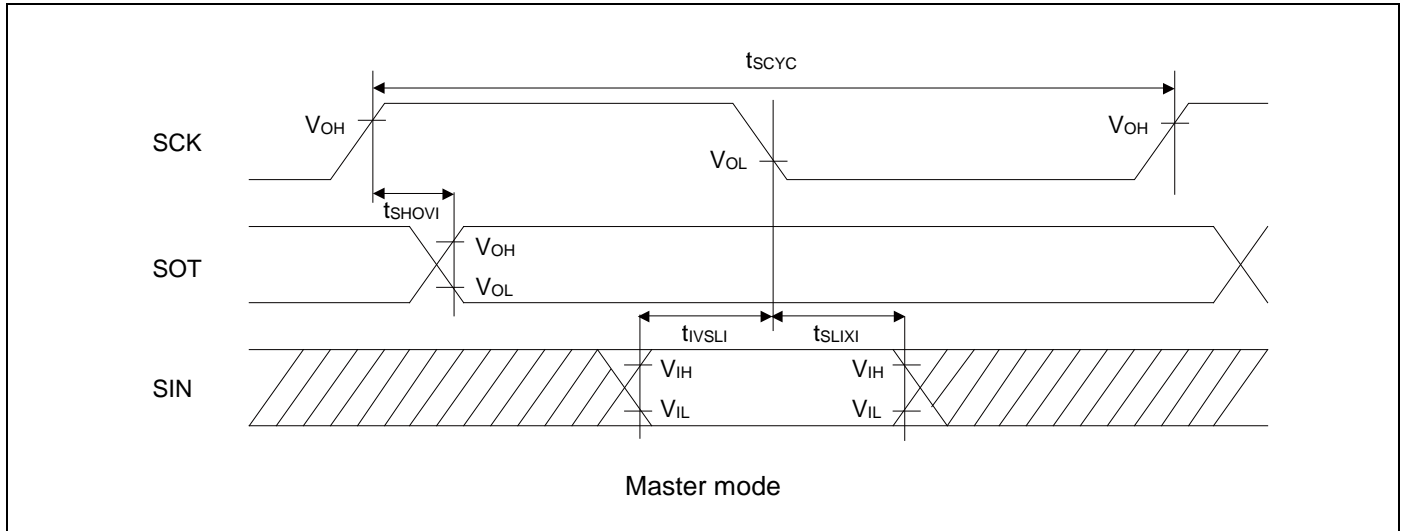 tSCYC
SCK
VOH
VOL
VOH
tSHOVI
SOT
VOH
VOL
tIVSLI
tSLIXI
SIN
VIH
VIH
VIL
VIL
Master mode